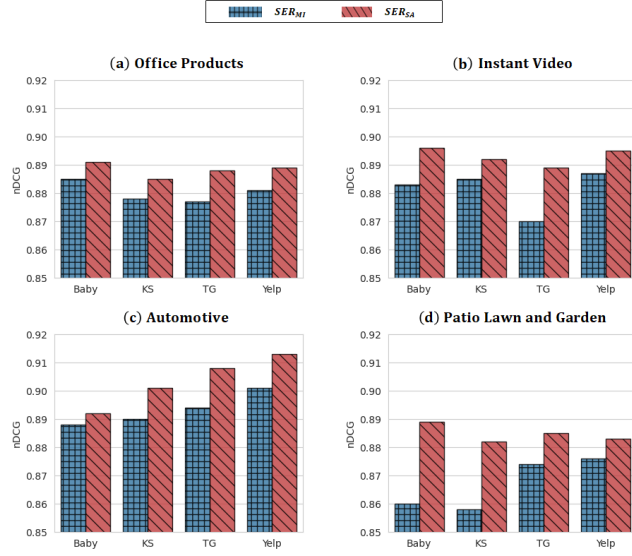 SER_MI SER_SA
(a) Office Products
(b) Instant Video
0.92
0.91
0.90
0.89
0.88
0.87
0.86
0.85
nDCG
Baby KS TG Yelp
0.92
0.91
0.90
0.89
0.88
0.87
0.86
0.85
nDCG
Baby KS TG Yelp
(c) Automotive
(d) Patio Lawn and Garden
0.92
0.91
0.90
0.89
0.88
0.87
0.86
0.85
nDCG
Baby KS TG Yelp
0.92
0.91
0.90
0.89
0.88
0.87
0.86
0.85
nDCG
Baby KS TG Yelp